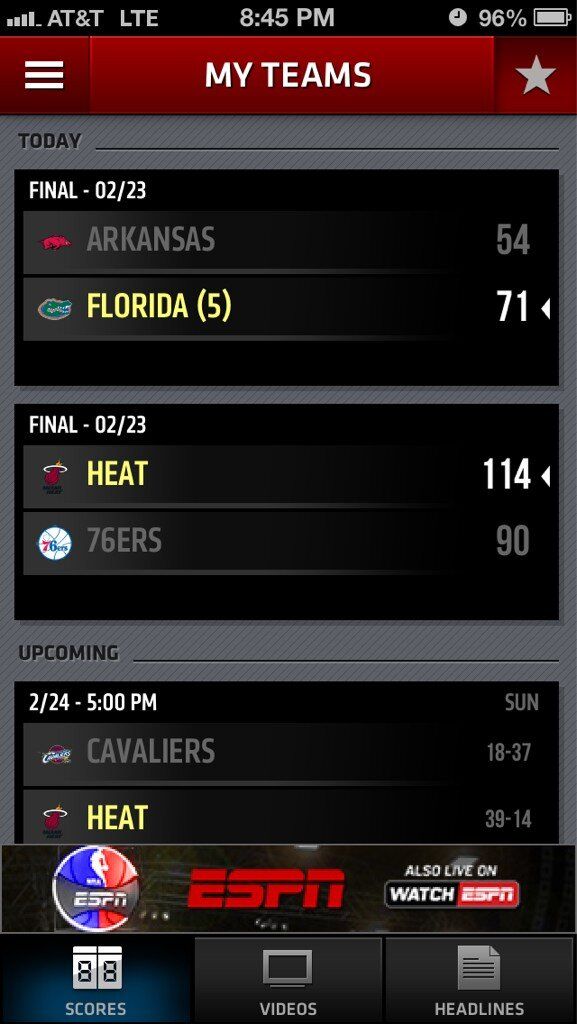 AT&T LTE 8:45 PM 96%
MY TEAMS
TODAY
FINAL - 02/23
ARKANSAS 54
FLORIDA (5) 71
FINAL - 02/23
HEAT 114
76ERS 90
UPCOMING
2/24 - 5:00 PM SUN
CAVALIERS 18-37
HEAT 39-14
ESPN ESPN ALSO LIVE ON
WATCH ESPN
SCORES VIDEOS HEADLINES